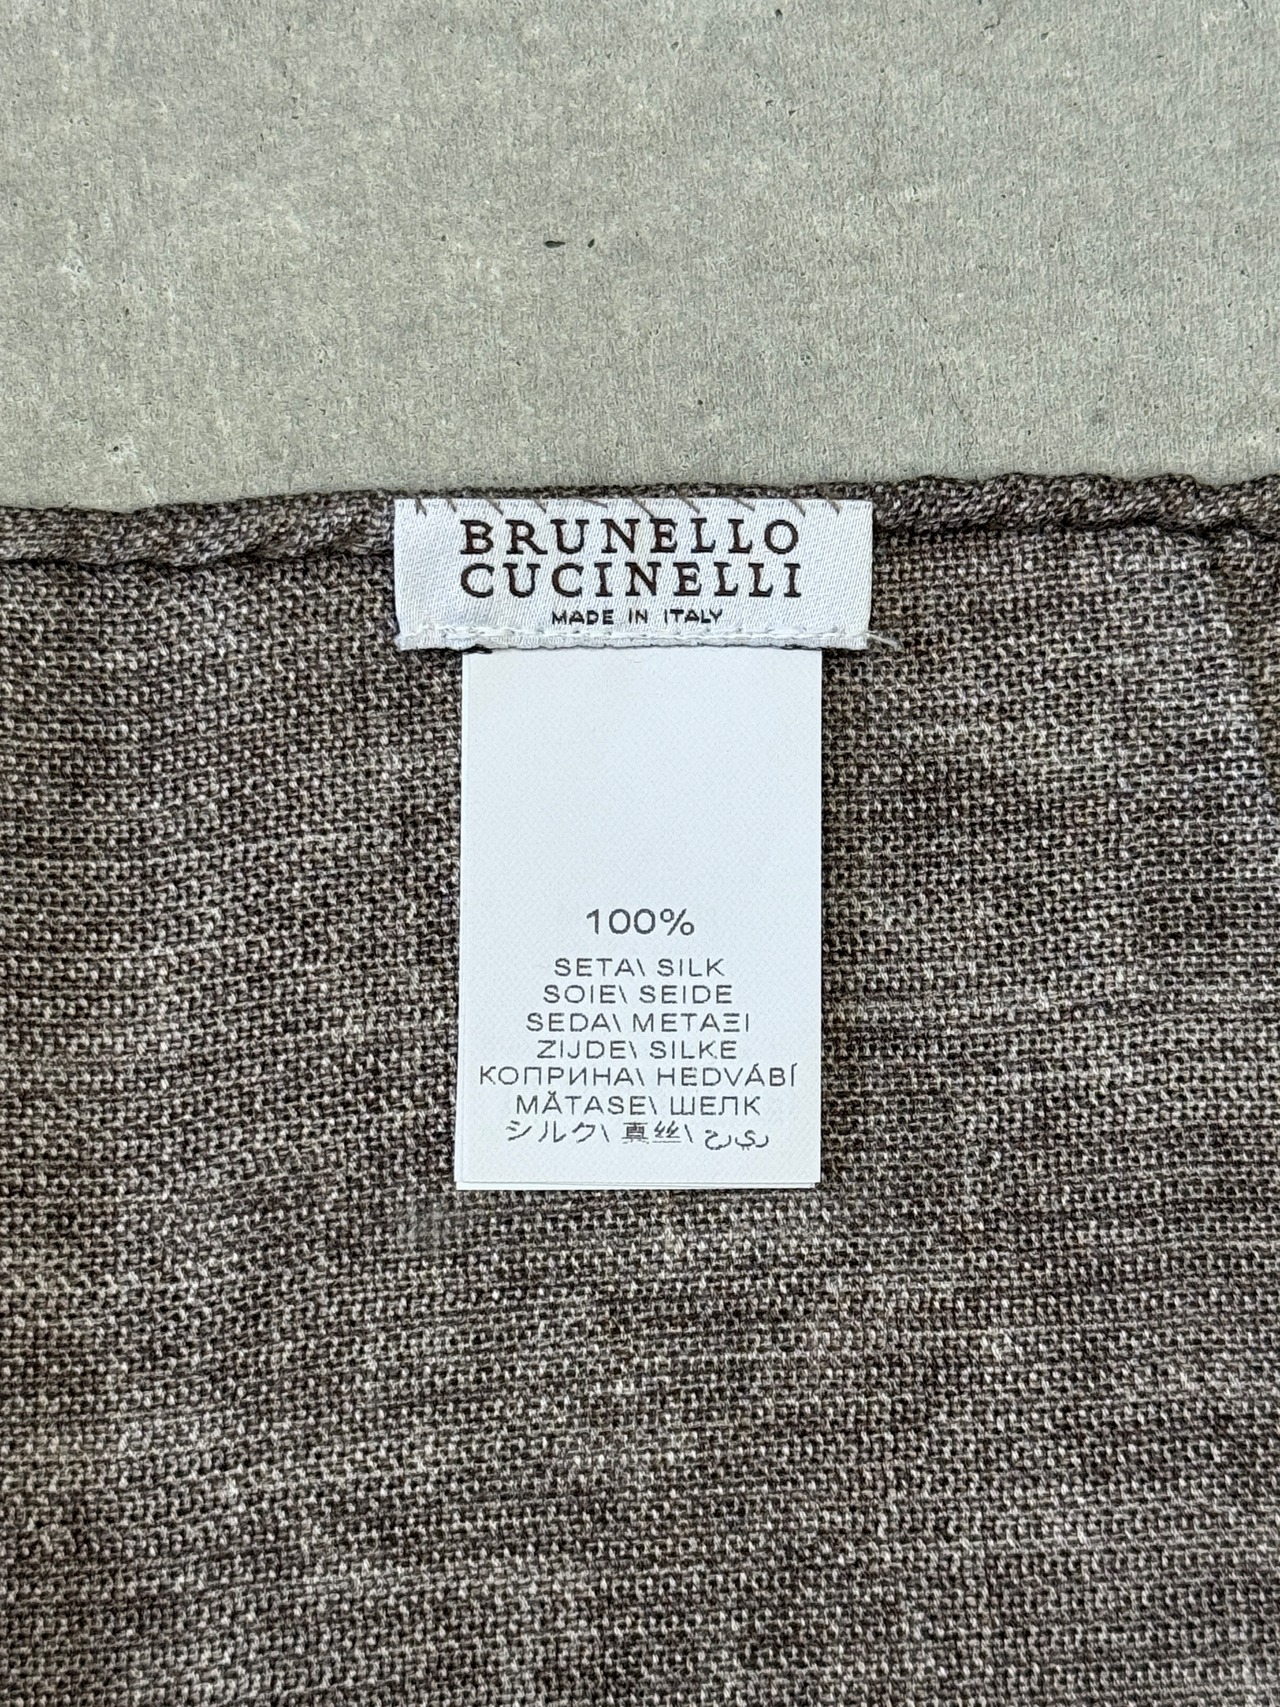 BRUNELLO
CUCINELLI
MADE IN ITALY
100%
SETA\ SILK
SOIE\ SEIDE
SEDA\ ΜΕΤΑΞΙ
ZIJDE\ SILKE
КОПРИНА\ HEDVÁBÍ
MĂTASE\ ШЕЛК
シルク\ 真丝\